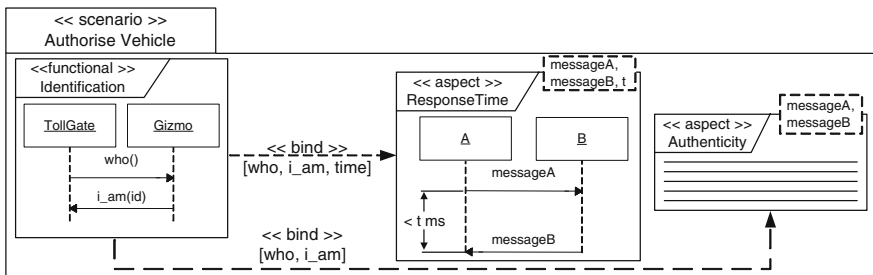 << scenario >>
Authorise Vehicle
<<functional >>
Identification
TollGate
Gizmo
who()
i_am(id)
<< bind >>
[who, i_am, time]
<< bind >>
[who, i_am]
messageA,
messageB, t
<< aspect >>
ResponseTime
A
B
messageA
< t ms
messageB
messageA,
messageB
<< aspect >>
Authenticity